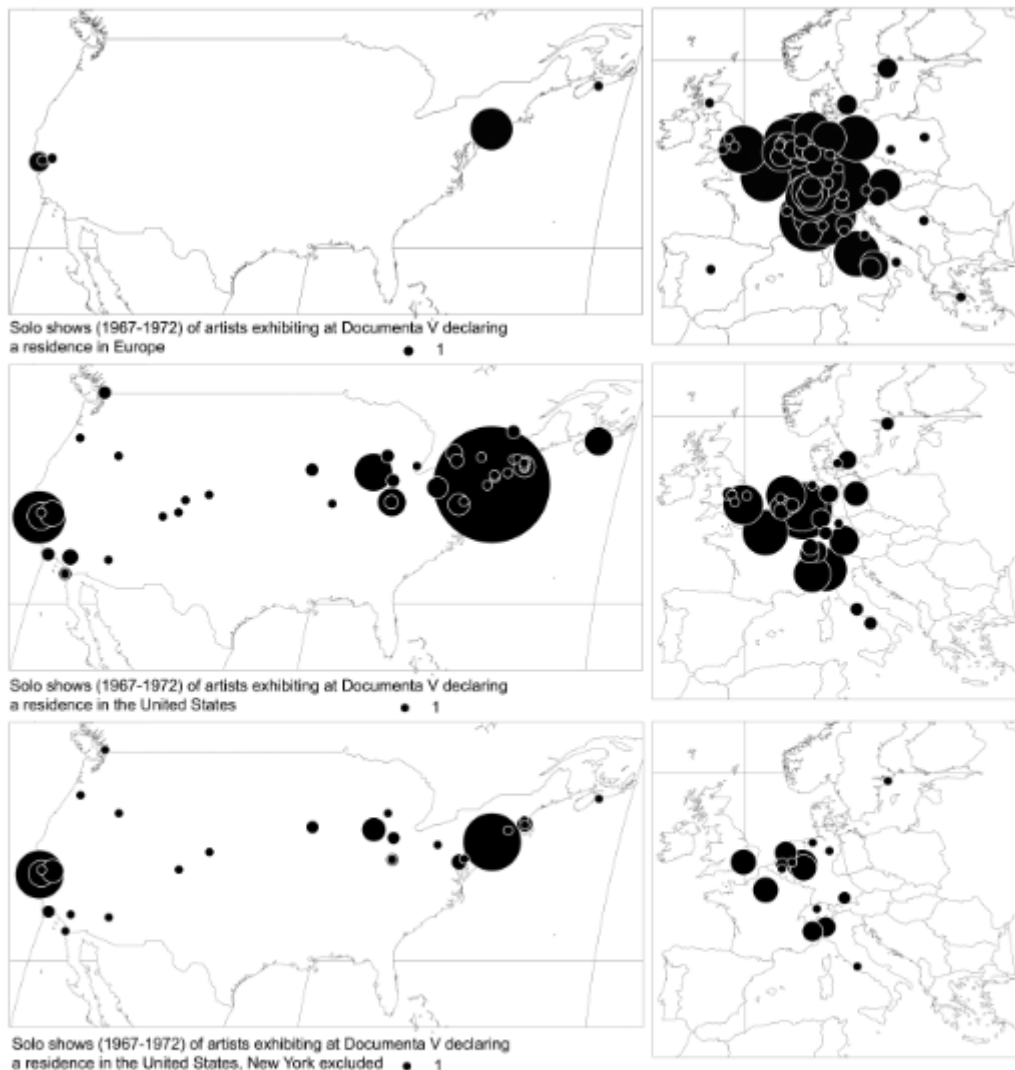 Solo shows (1967-1972) of artists exhibiting at Documenta V declaring
a residence in Europe 1
Solo shows (1967-1972) of artists exhibiting at Documenta V declaring
a residence in the United States 1
Solo shows (1967-1972) of artists exhibiting at Documenta V declaring
a residence in the United States, New York excluded 1